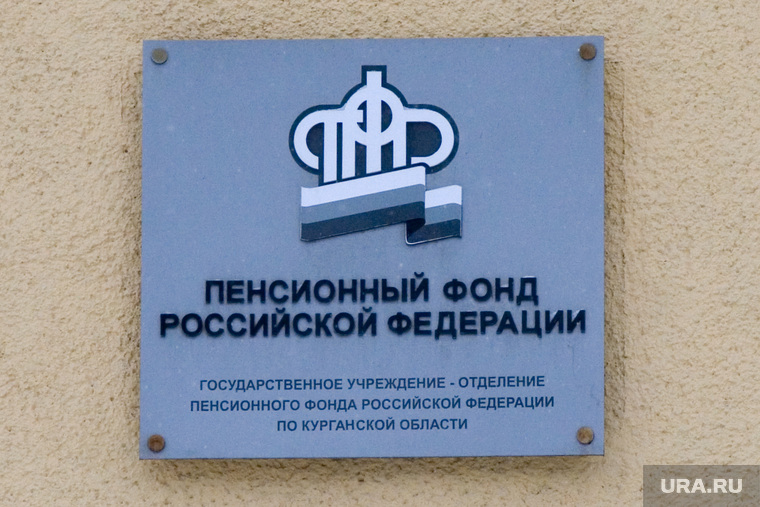 ПФР
ПЕНСИОННЫЙ ФОНД
РОССИЙСКОЙ ФЕДЕРАЦИИ
ГОСУДАРСТВЕННОЕ УЧРЕЖДЕНИЕ - ОТДЕЛЕНИЕ
ПЕНСИОННОГО ФОНДА РОССИЙСКОЙ ФЕДЕРАЦИИ
ПО КУРГАНСКОЙ ОБЛАСТИ
URA.RU